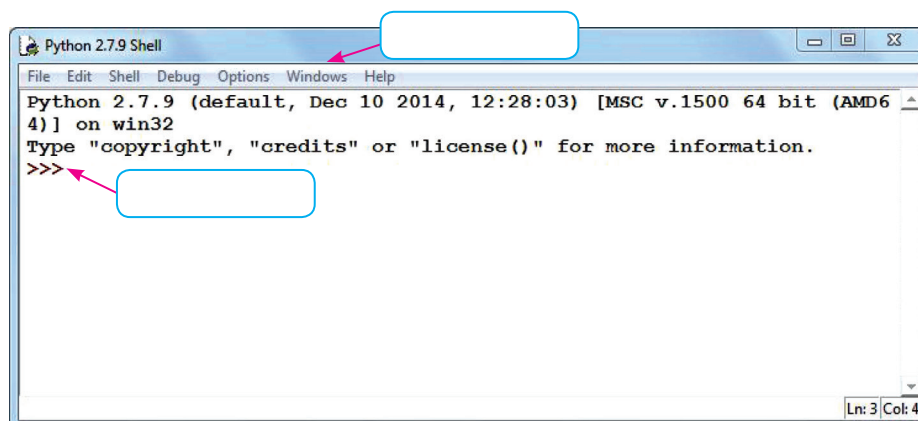 Python 2.7.9 Shell
File Edit Shell Debug Options Windows Help
Python 2.7.9 (default, Dec 10 2014, 12:28:03) [MSC v.1500 64 bit (AMD6
4)] on win32
Type "copyright", "credits" or "license()" for more information.
>>>
Ln: 3 Col: 4